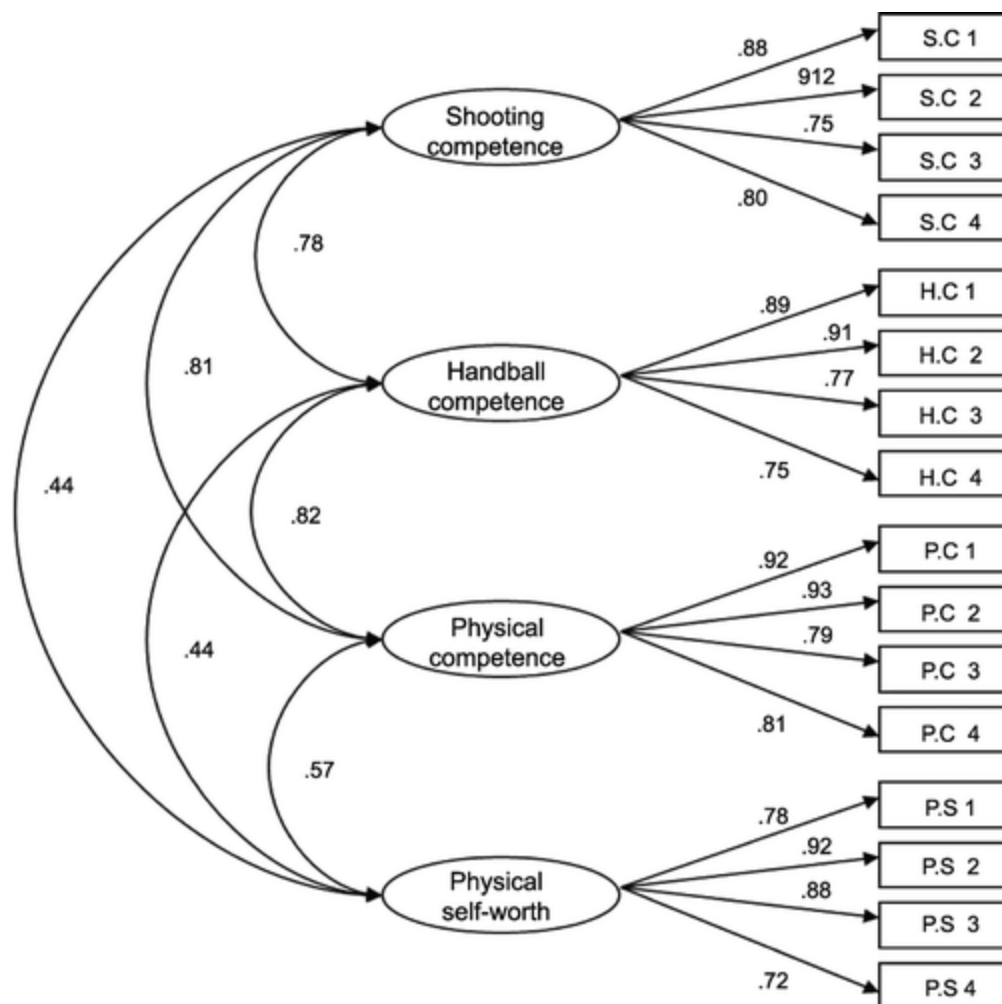 S.C 1
.88
912
S.C 2
.75
Shooting
competence
S.C 3
.80
S.C 4
.78
H.C 1
.89
.91
H.C 2
.81
Handball
competence
.77
H.C 3
.75
H.C 4
.44
.82
P.C 1
.92
.93
P.C 2
.44
Physical
competence
.79
P.C 3
.81
P.C 4
.57
P.S 1
.78
.92
P.S 2
Physical
self-worth
.88
P.S 3
.72
P.S 4